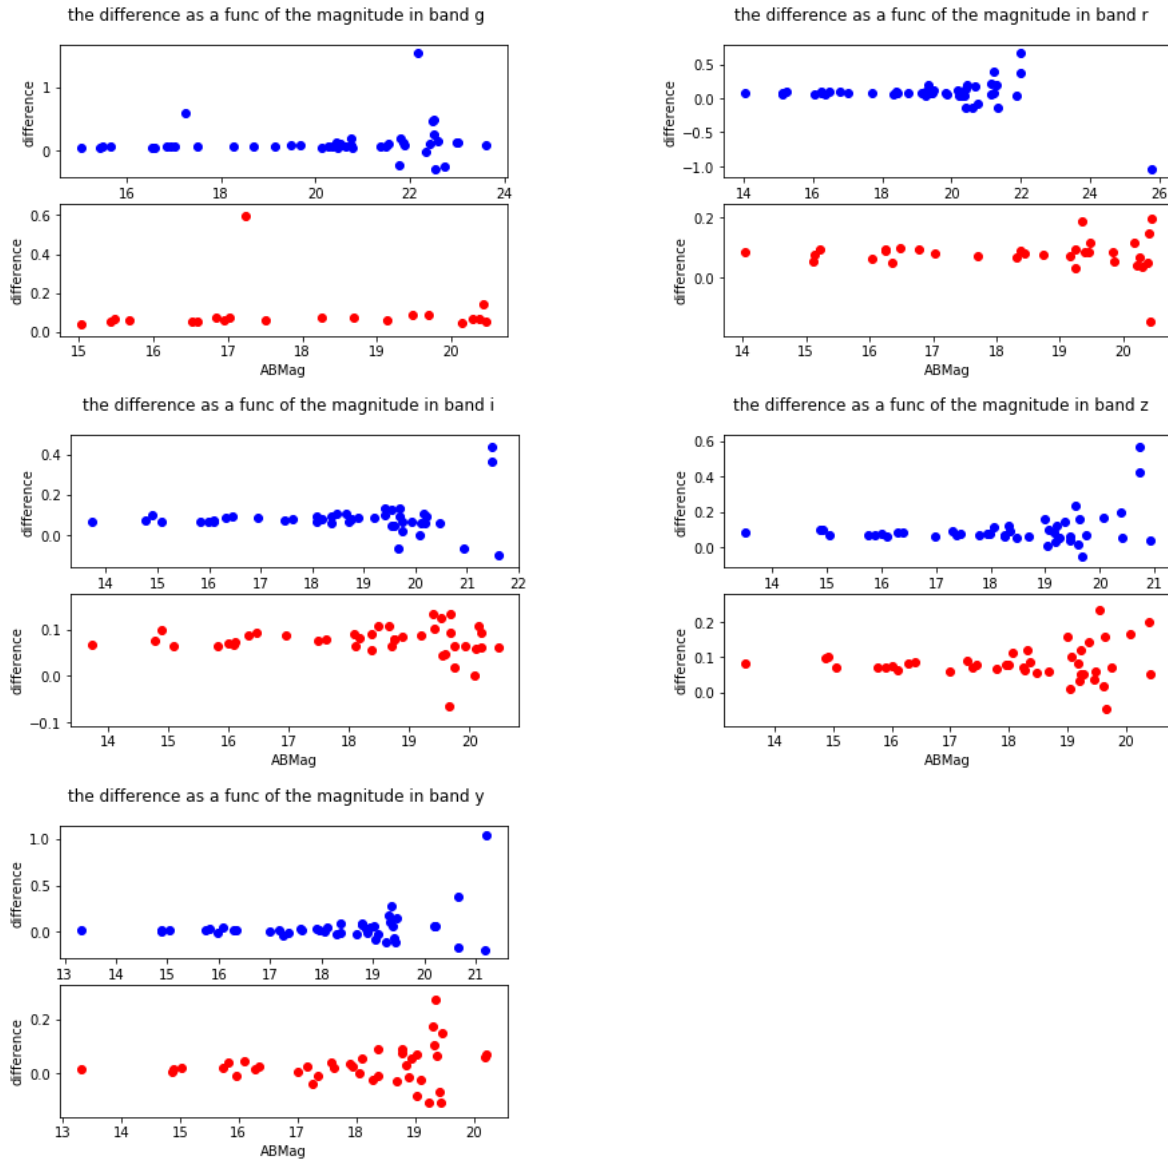 the difference as a func of the magnitude in band g
difference
1
0
16 18 20 22 24
difference
0.6
0.4
0.2
0.0
15 16 17 18 19 20
ABMag
the difference as a func of the magnitude in band r
difference
0.5
0.0
−0.5
−1.0
14 16 18 20 22 24 26
difference
0.2
0.0
14 15 16 17 18 19 20
ABMag
the difference as a func of the magnitude in band i
difference
0.4
0.2
0.0
14 15 16 17 18 19 20 21 22
difference
0.1
0.0
−0.1
14 15 16 17 18 19 20
ABMag
the difference as a func of the magnitude in band z
difference
0.6
0.4
0.2
0.0
14 15 16 17 18 19 20 21
difference
0.2
0.1
0.0
14 15 16 17 18 19 20
ABMag
the difference as a func of the magnitude in band y
difference
1.0
0.5
0.0
13 14 15 16 17 18 19 20 21
difference
0.2
0.0
13 14 15 16 17 18 19 20
ABMag